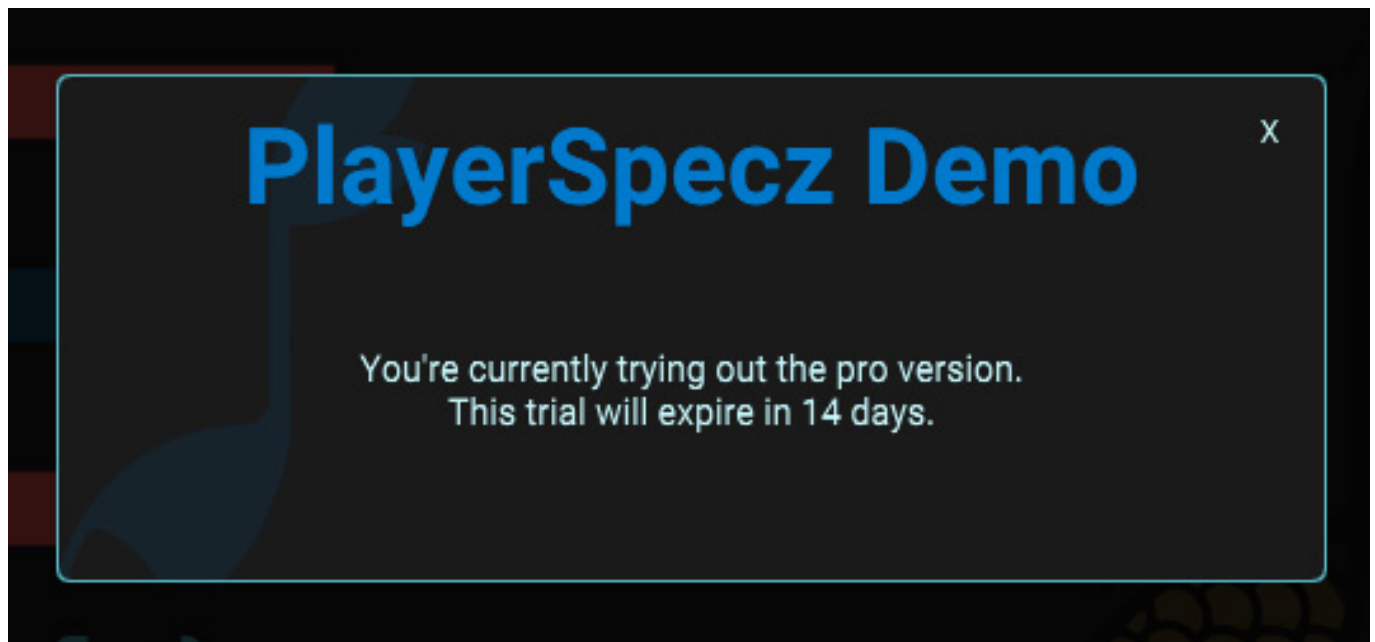 PlayerSpecz Demo
X
You're currently trying out the pro version.
This trial will expire in 14 days.